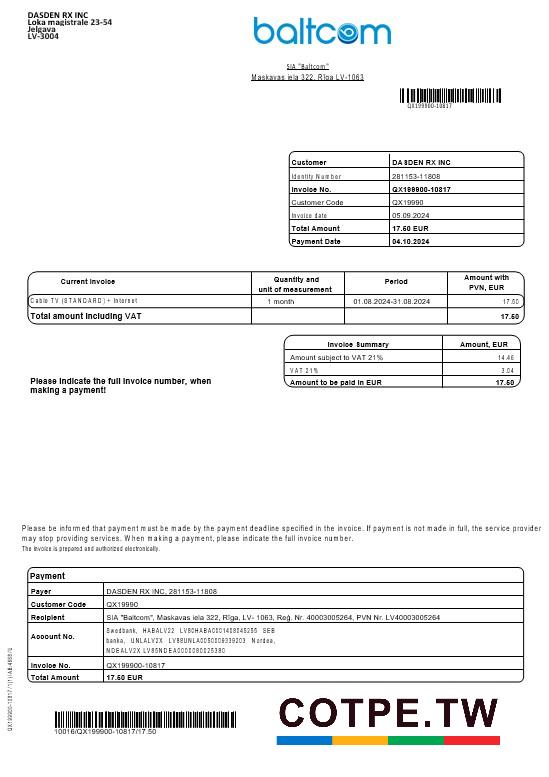 DASDEN RX INC
Loka magistrale 23-54
Jelgava
LV-3004
baltcom
SIA "Baltcom"
Maskavas iela 322, Rīga LV-1063
QX199900-10817
Customer DASDEN RX INC
Identity Number 281153-11808
Invoice No. QX199900-10817
Customer Code QX19990
Invoice date 05.09.2024
Total Amount 17.50 EUR
Payment Date 04.10.2024
Current Invoice Quantity and unit of measurement Period Amount with PVN, EUR
Cable TV (STANDARD) + Internet 1 month 01.08.2024-31.08.2024 17.50
Total amount including VAT 17.50
Invoice Summary Amount, EUR
Amount subject to VAT 21% 14.46
VAT 21% 3.04
Amount to be paid in EUR 17.50
Please indicate the full invoice number, when
making a payment!
Please be informed that payment must be made by the payment deadline specified in the invoice. If payment is not made in full, the service provider
may stop providing services. When making a payment, please indicate the full invoice number.
The invoice is prepared and authorized electronically.
Payment
Payer DASDEN RX INC, 281153-11808
Customer Code QX19990
Recipient SIA "Baltcom", Maskavas iela 322, Rīga, LV- 1063, Reģ. Nr. 40003005264, PVN Nr. LV40003005264
Account No. Swedbank, HABALV22 LV80HABA0001408045255 SEB
banka, UNLALV2X LV88UNLA0050009339203 Nordea,
NDEALV2X LV85NDEA0000080025380
Invoice No. QX199900-10817
Total Amount 17.50 EUR
10016/QX199900-10817/17.50
COTPE.TW